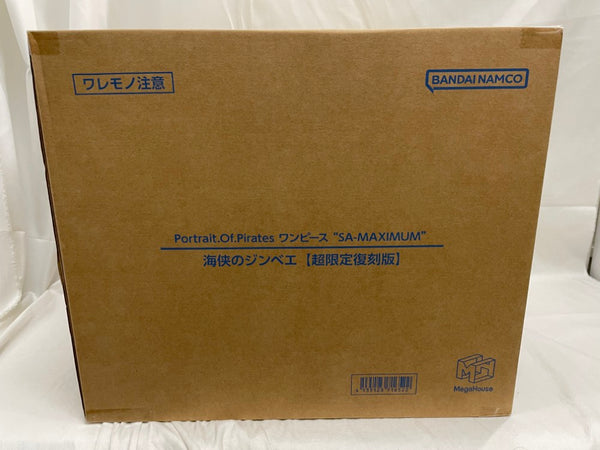 ワレモノ注意
BANDAI NAMCO
Portrait.Of.Pirates ワンピース "SA-MAXIMUM"
海侠のジンベエ【超限定復刻版】
MegaHouse